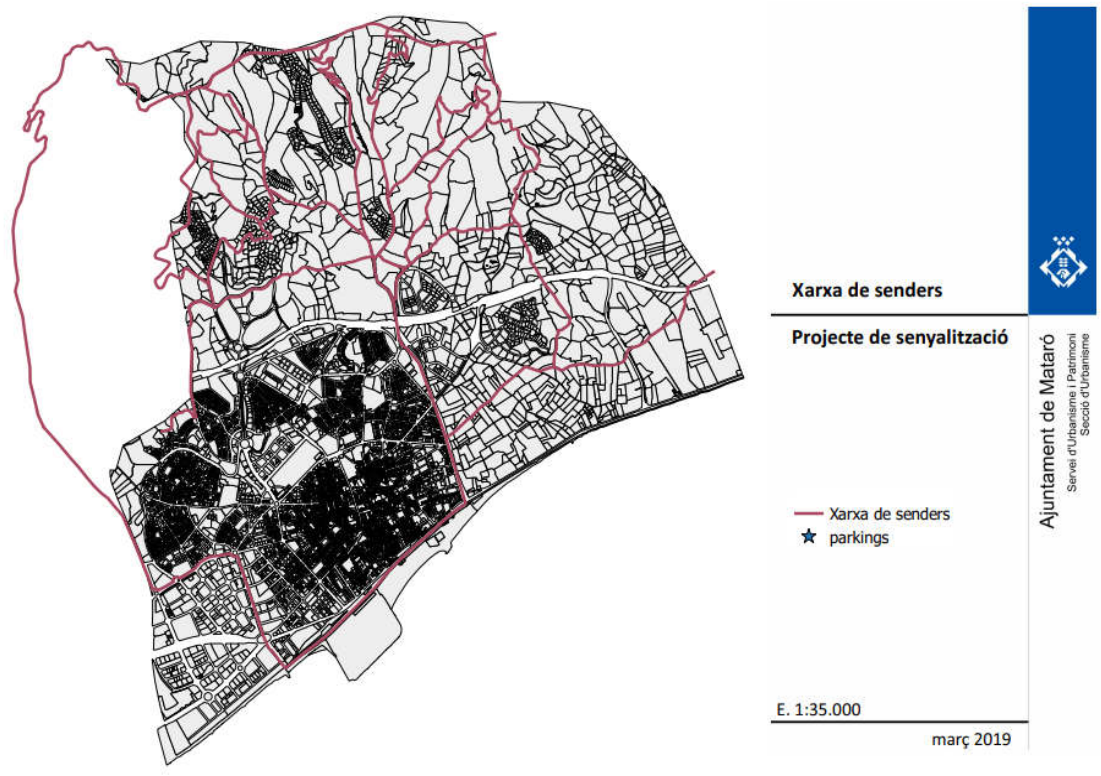 Xarxa de senders
Projecte de senyalització
Xarxa de senders
parkings
E. 1:35.000
març 2019
Ajuntament de Mataró
Servei d'Urbanisme i Patrimoni
Secció d'Urbanisme